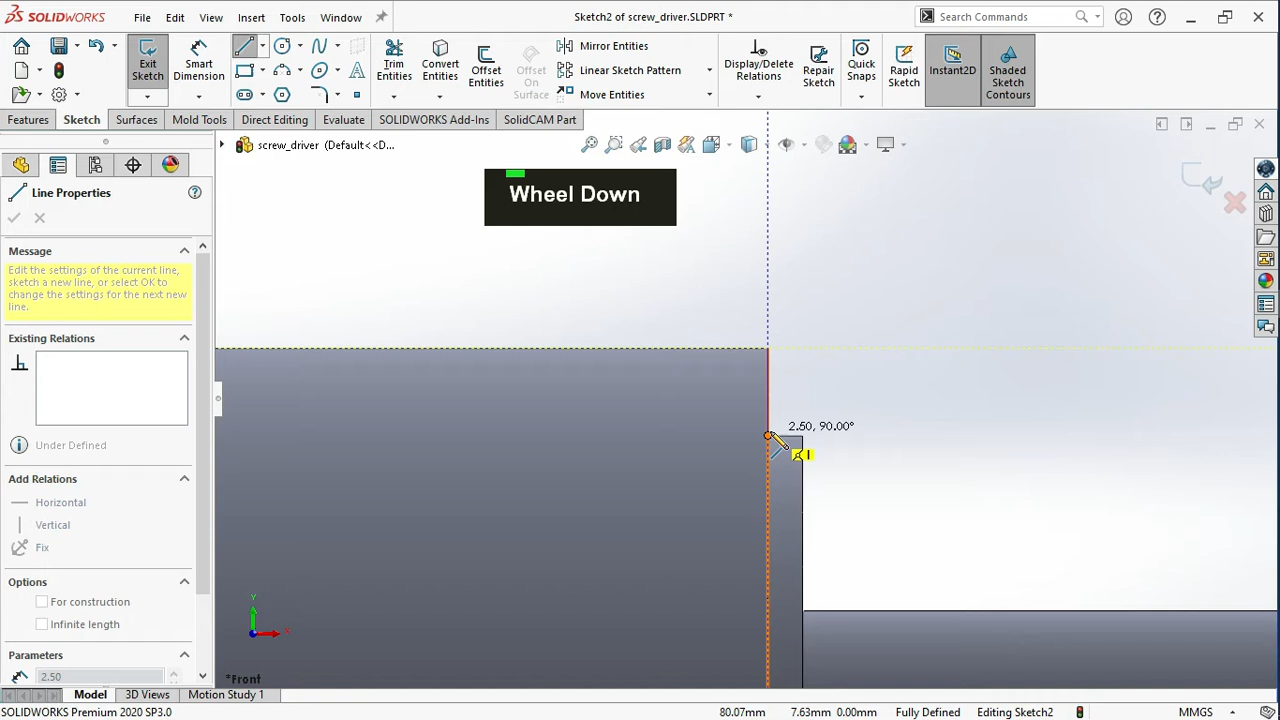 SOLIDWORKS File Edit View Insert Tools Window Sketch2 of screw_driver.SLDPRT * Search Commands
Exit Sketch Smart Dimension Trim Entities Convert Entities Offset Entities Offset On Surface Mirror Entities Linear Sketch Pattern Move Entities Display/Delete Relations Repair Sketch Quick Snaps Rapid Sketch Instant2D Shaded Sketch Contours
Features Sketch Surfaces Mold Tools Direct Editing Evaluate SOLIDWORKS Add-Ins SolidCAM Part
screw_driver (Default<<D...
Line Properties
Wheel Down
Message
Edit the settings of the current line,
sketch a new line, or select OK to
change the settings for the next new
line.
Existing Relations
2.50, 90.00°
Under Defined
Add Relations
Horizontal
Vertical
Fix
Options
For construction
Infinite length
Y
X
Parameters
2.50
*Front
Model 3D Views Motion Study 1
SOLIDWORKS Premium 2020 SP3.0 80.07mm 7.63mm 0.00mm Fully Defined Editing Sketch2 MMGS